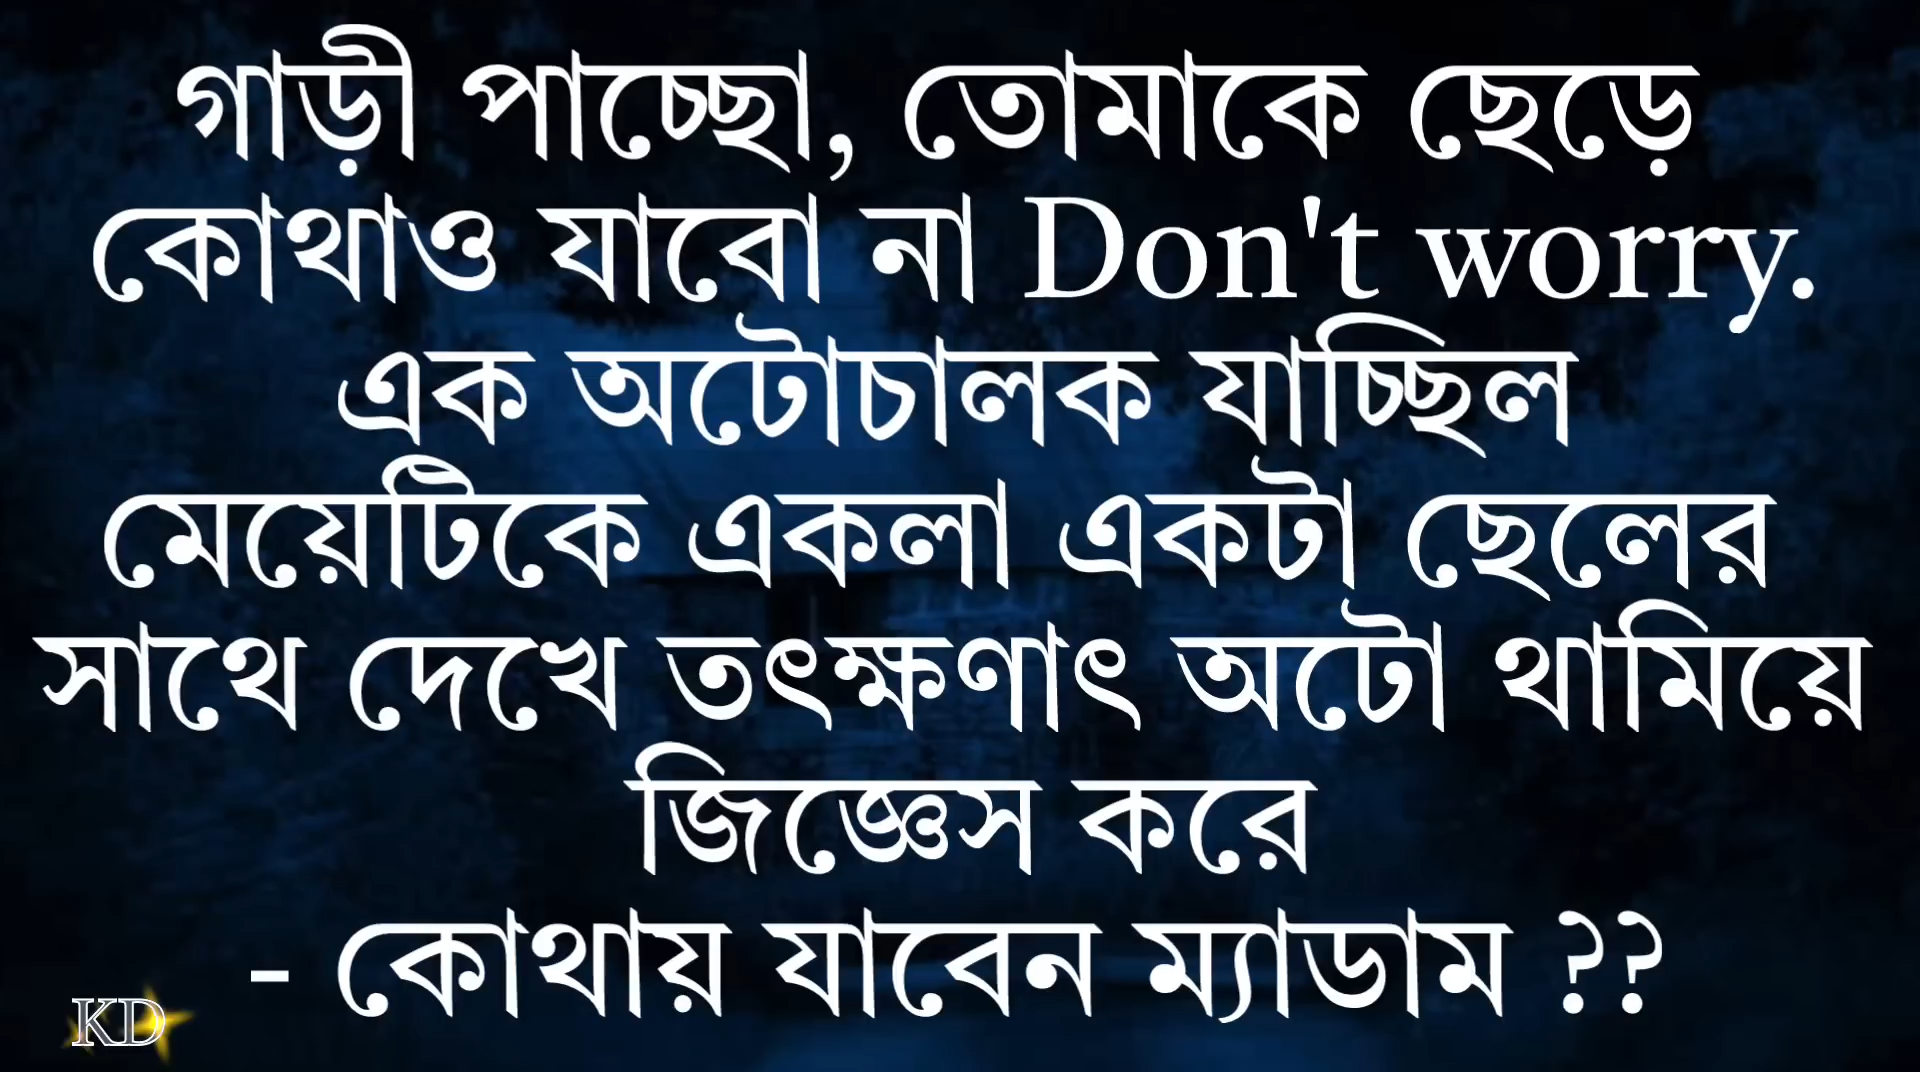 গাড়ী পাচ্ছো, তোমাকে ছেড়ে
কোথাও যাবো না Don't worry.
এক অটোচালক যাচ্ছিল
মেয়েটিকে একলা একটা ছেলের
সাথে দেখে তৎক্ষণাৎ অটো থামিয়ে
জিজ্ঞেস করে
- কোথায় যাবেন ম্যাডাম ??
KD